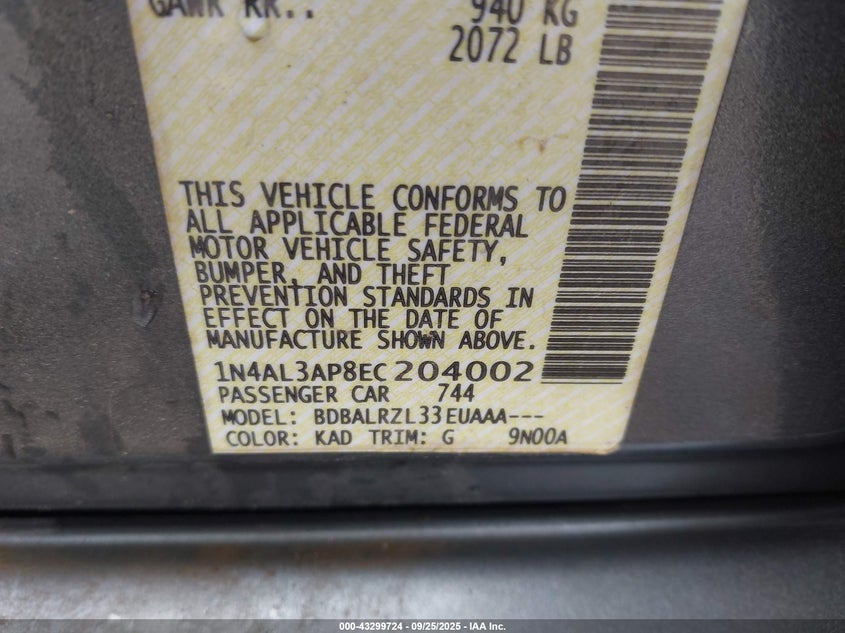 GAWR RR.. 940 KG
2072 LB
THIS VEHICLE CONFORMS TO
ALL APPLICABLE FEDERAL
MOTOR VEHICLE SAFETY,
BUMPER, AND THEFT
PREVENTION STANDARDS IN
EFFECT ON THE DATE OF
MANUFACTURE SHOWN ABOVE.
1N4AL3AP8EC204002
PASSENGER CAR 744
MODEL: BDBALRZL33EUAAA---
COLOR: KAD TRIM: G 9N00A
000-43299724 - 09/25/2025 - IAA Inc.